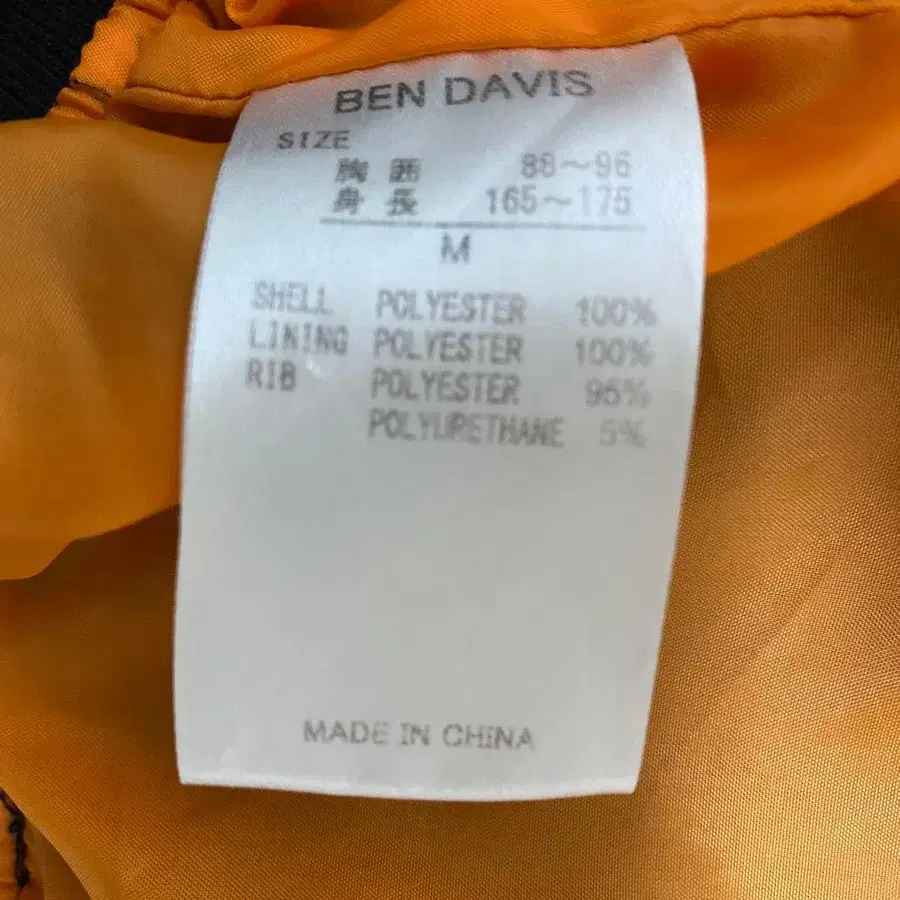 BEN DAVIS
SIZE
胸囲 88～96
身長 165～175
M
SHELL POLYESTER 100%
LINING POLYESTER 100%
RIB POLYESTER 95%
POLYURETHANE 5%
MADE IN CHINA